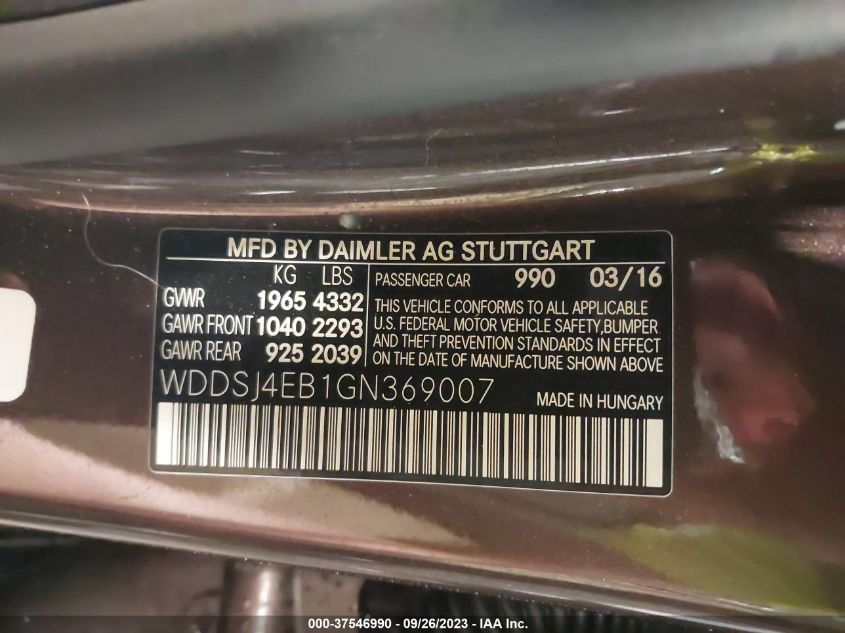 MFD BY DAIMLER AG STUTTGART
KG LBS
GVWR 1965 4332
GAWR FRONT 1040 2293
GAWR REAR 925 2039
PASSENGER CAR 990 03/16
THIS VEHICLE CONFORMS TO ALL APPLICABLE
U.S. FEDERAL MOTOR VEHICLE SAFETY,BUMPER
AND THEFT PREVENTION STANDARDS IN EFFECT
ON THE DATE OF MANUFACTURE SHOWN ABOVE
WDDSJ4EB1GN369007
MADE IN HUNGARY
000-37546990 - 09/26/2023 - IAA Inc.